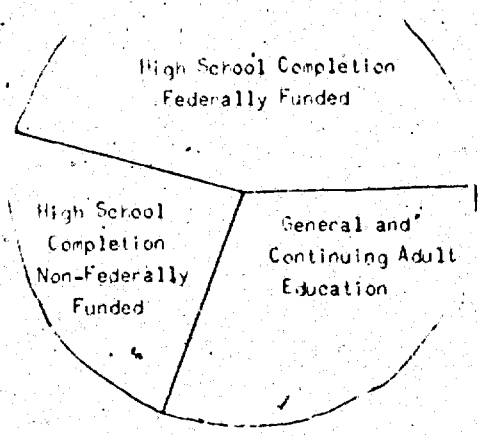 High School Completion
Federally Funded
High School
Completion
Non-Federally
Funded
General and
Continuing Adult
Education